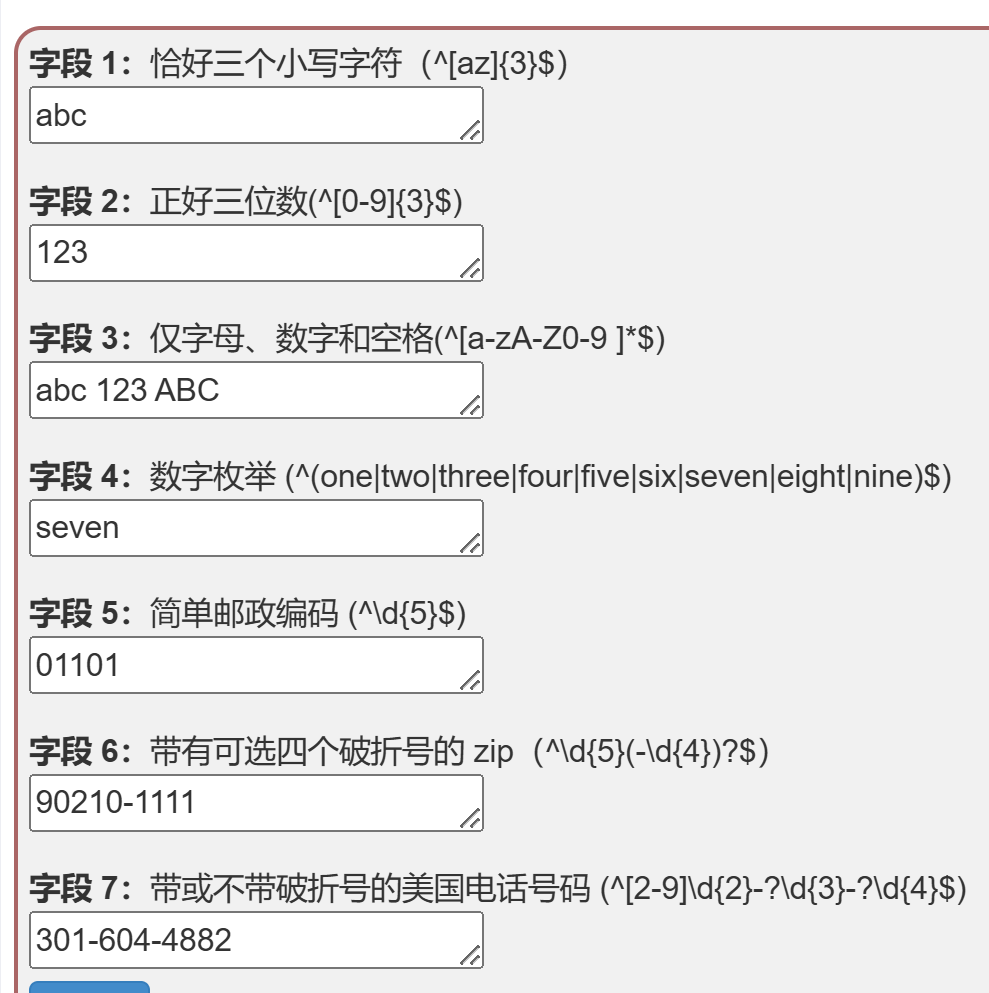 字段 1：恰好三个小写字符（^[az]{3}$）
abc
字段 2：正好三位数(^[0-9]{3}$)
123
字段 3：仅字母、数字和空格(^[a-zA-Z0-9 ]*$)
abc 123 ABC
字段 4：数字枚举 (^(one|two|three|four|five|six|seven|eight|nine)$)
seven
字段 5：简单邮政编码 (^\d{5}$)
01101
字段 6：带有可选四个破折号的 zip（^\d{5}(-\d{4})?$）
90210-1111
字段 7：带或不带破折号的美国电话号码 (^[2-9]\d{2}-?\d{3}-?\d{4}$)
301-604-4882